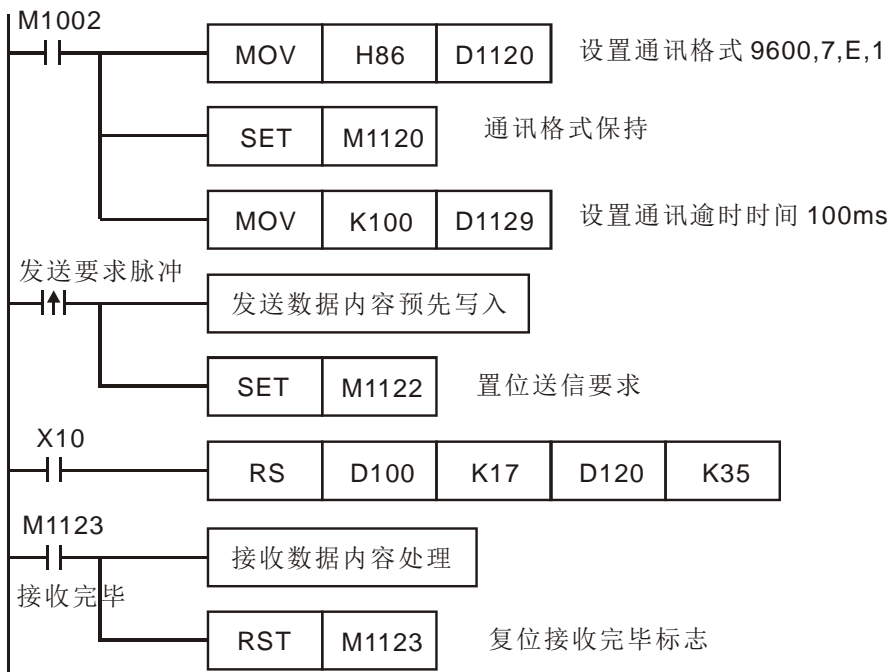 M1002
MOV H86 D1120 设置通讯格式 9600,7,E,1
SET M1120 通讯格式保持
MOV K100 D1129 设置通讯逾时时间 100ms
发送要求脉冲
发送数据内容预先写入
SET M1122 置位送信要求
X10
RS D100 K17 D120 K35
M1123
接收数据内容处理
接收完毕
RST M1123 复位接收完毕标志